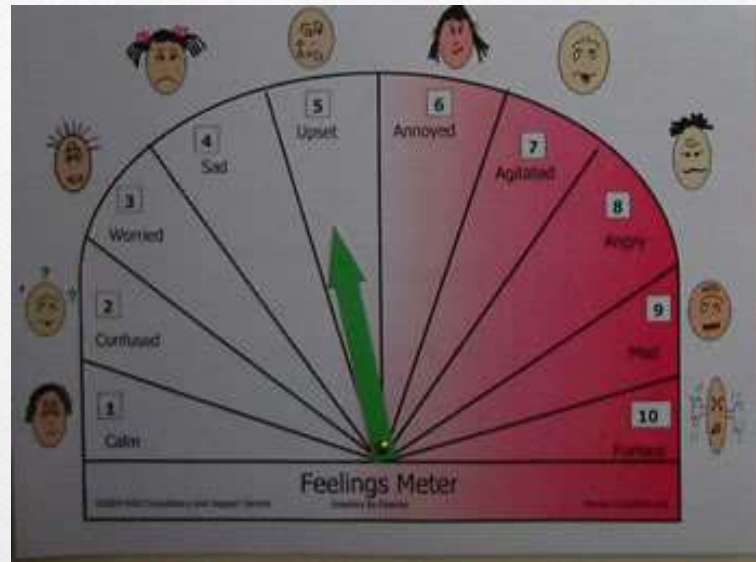 5
Upset
6
Annoyed
4
Sad
7
Agitated
3
Worried
8
Angry
2
Confused
9
Mad
1
Calm
10
Furious
Feelings Meter